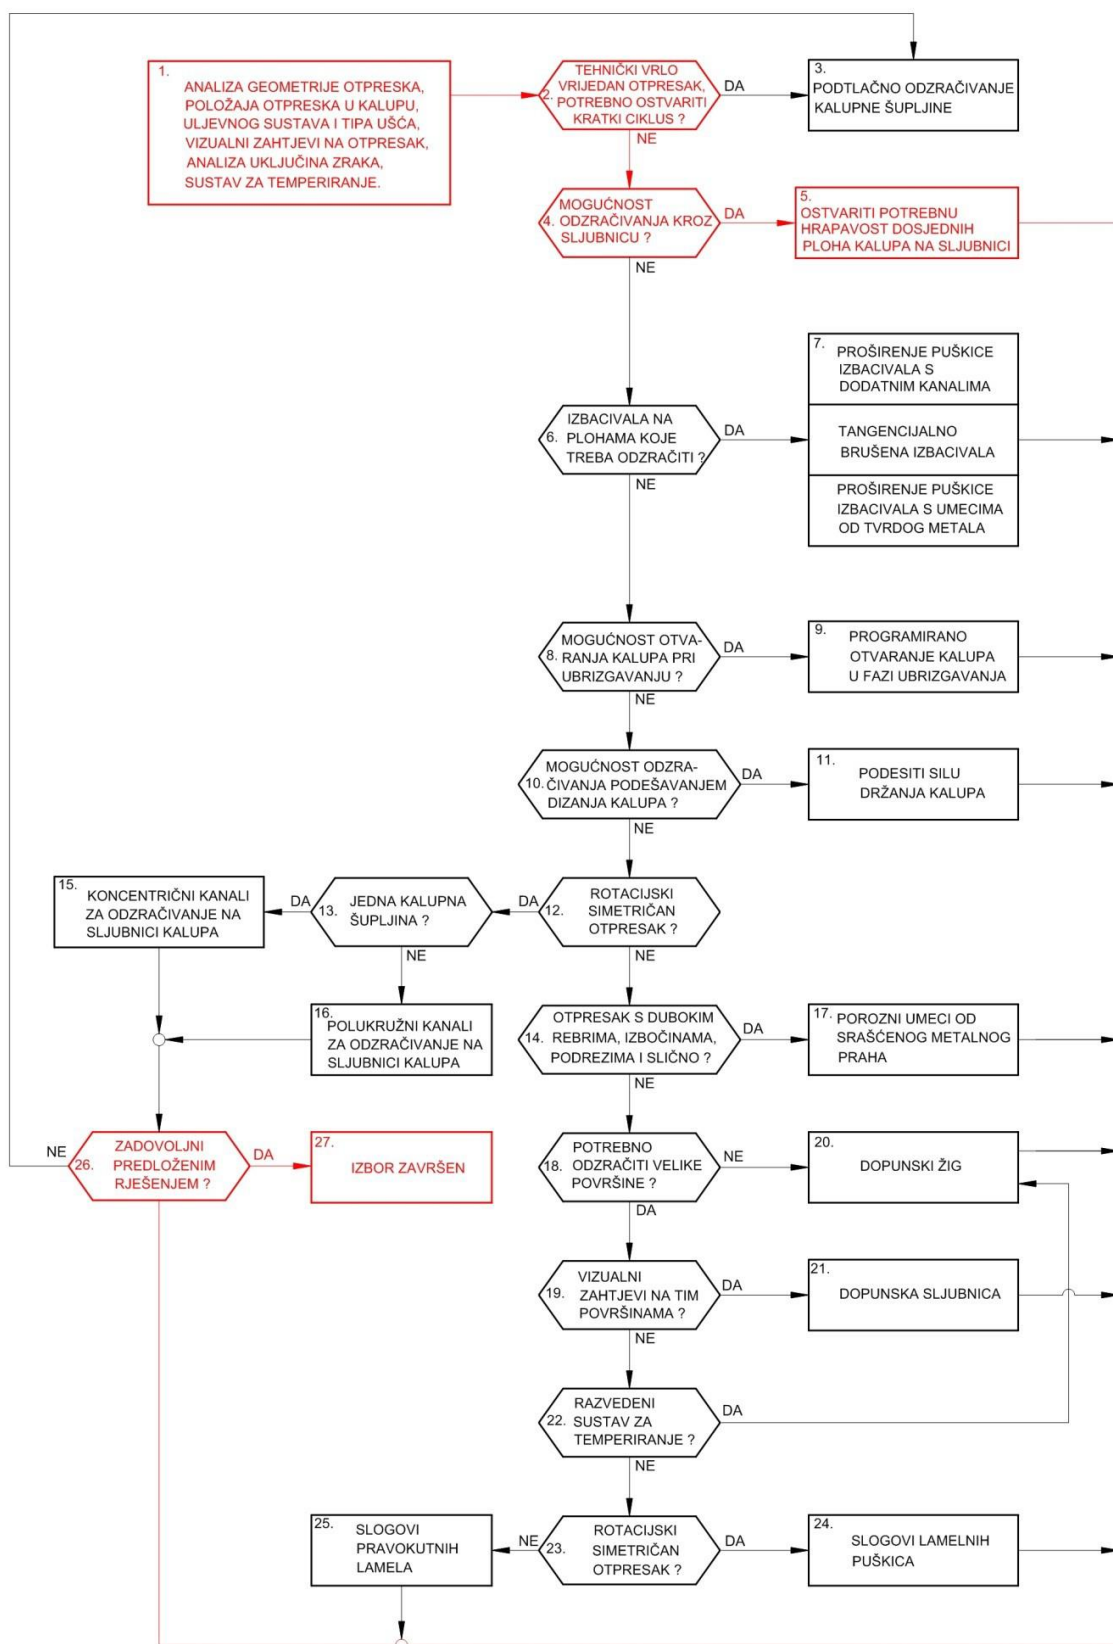 1.
ANALIZA GEOMETRIJE OTPRESKA,
POLOŽAJA OTPRESKA U KALUPU,
ULJEVNOG SUSTAVA I TIPA UŠĆA,
VIZUALNI ZAHTJEVI NA OTPRESAK,
ANALIZA UKLJUČINA ZRAKA,
SUSTAV ZA TEMPERIRANJE.
TEHNIČKI VRLO
VRIJEDAN OTPRESAK,
2. POTREBNO OSTVARITI
KRATKI CIKLUS ?
DA
NE
3.
PODTLAČNO ODZRAČIVANJE
KALUPNE ŠUPLJINE
MOGUĆNOST
4. ODZRAČIVANJA KROZ
SLJUBNICU ?
DA
NE
5.
OSTVARITI POTREBNU
HRAPAVOST DOSJEDNIH
PLOHA KALUPA NA SLJUBNICI
IZBACIVALA NA
6. PLOHAMA KOJE
TREBA ODZRAČITI ?
DA
NE
7.
PROŠIRENJE PUŠKICE
IZBACIVALA S
DODATNIM KANALIMA
TANGENCIJALNO
BRUŠENA IZBACIVALA
PROŠIRENJE PUŠKICE
IZBACIVALA S UMECIMA
OD TVRDOG METALA
MOGUĆNOST OTVA-
8. RANJA KALUPA PRI
UBRIZGAVANJU ?
DA
NE
9.
PROGRAMIRANO
OTVARANJE KALUPA
U FAZI UBRIZGAVANJA
MOGUĆNOST ODZRA-
10. ČIVANJA PODEŠAVANJEM
DIZANJA KALUPA ?
DA
NE
11.
PODESITI SILU
DRŽANJA KALUPA
ROTACIJSKI
12. SIMETRIČAN
OTPRESAK ?
DA
NE
JEDNA KALUPNA
13. ŠUPLJINA ?
DA
NE
15.
KONCENTRIČNI KANALI
ZA ODZRAČIVANJE NA
SLJUBNICI KALUPA
16.
POLUKRUŽNI KANALI
ZA ODZRAČIVANJE NA
SLJUBNICI KALUPA
OTPRESAK S DUBOKIM
14. REBRIMA, IZBOČINAMA,
PODREZIMA I SLIČNO ?
DA
NE
17.
POROZNI UMECI OD
SRAŠĆENOG METALNOG
PRAHA
ZADOVOLJNI
26. PREDLOŽENIM
RJEŠENJEM ?
NE
DA
27.
IZBOR ZAVRŠEN
POTREBNO
18. ODZRAČITI VELIKE
POVRŠINE ?
NE
DA
20.
DOPUNSKI ŽIG
VIZUALNI
19. ZAHTJEVI NA TIM
POVRŠINAMA ?
DA
NE
21.
DOPUNSKA SLJUBNICA
RAZVEDENI
22. SUSTAV ZA
TEMPERIRANJE ?
DA
NE
ROTACIJSKI
23. SIMETRIČAN
OTPRESAK ?
NE
DA
25.
SLOGOVI
PRAVOKUTNIH
LAMELA
24.
SLOGOVI LAMELNIH
PUŠKICA